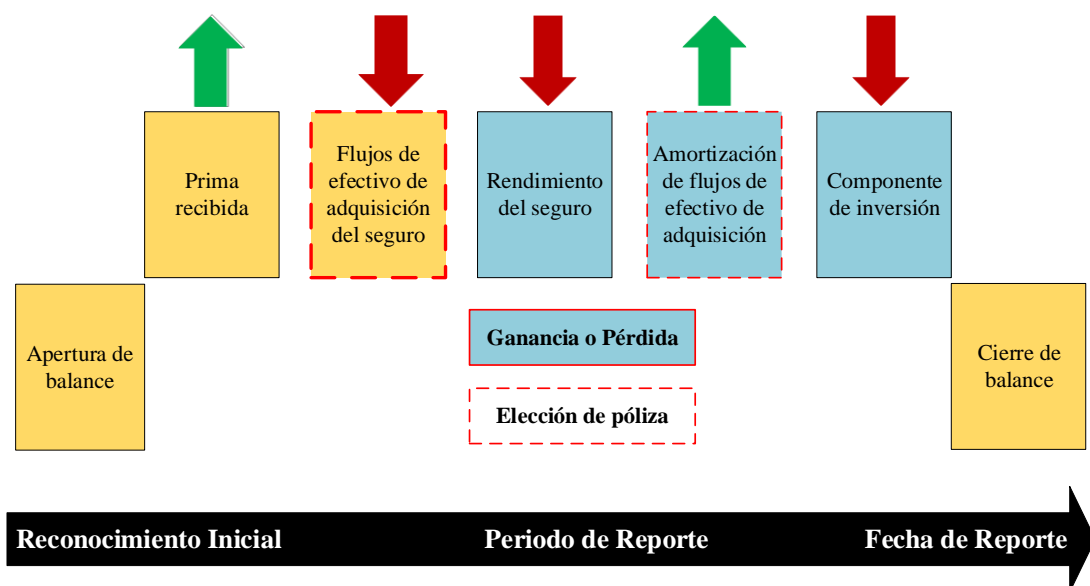 Prima
recibida
Flujos de
efectivo de
adquisición
del seguro
Rendimiento
del seguro
Amortización
de flujos de
efectivo de
adquisición
Componente
de inversión
Apertura de
balance
Ganancia o Pérdida
Elección de póliza
Cierre de
balance
Reconocimiento Inicial
Periodo de Reporte
Fecha de Reporte